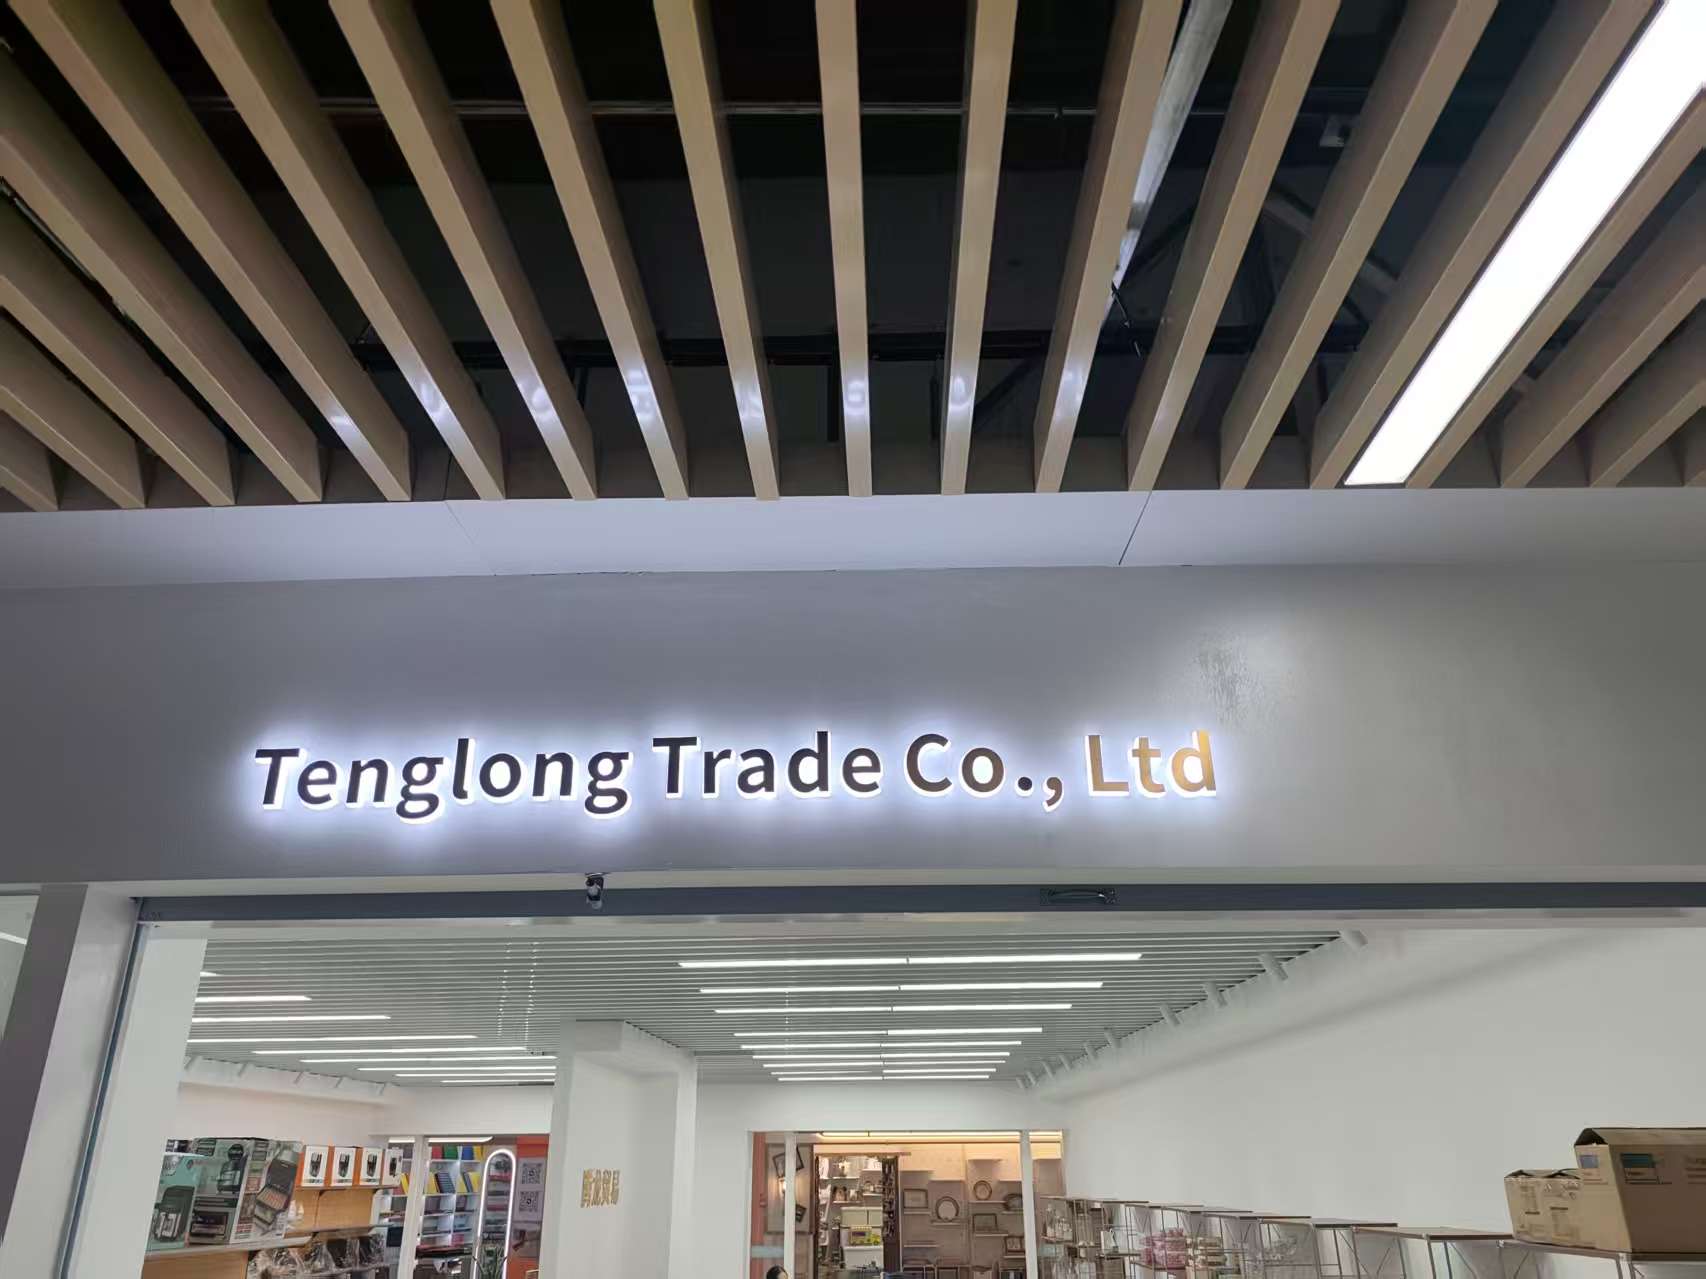 Tenglong Trade Co., Ltd